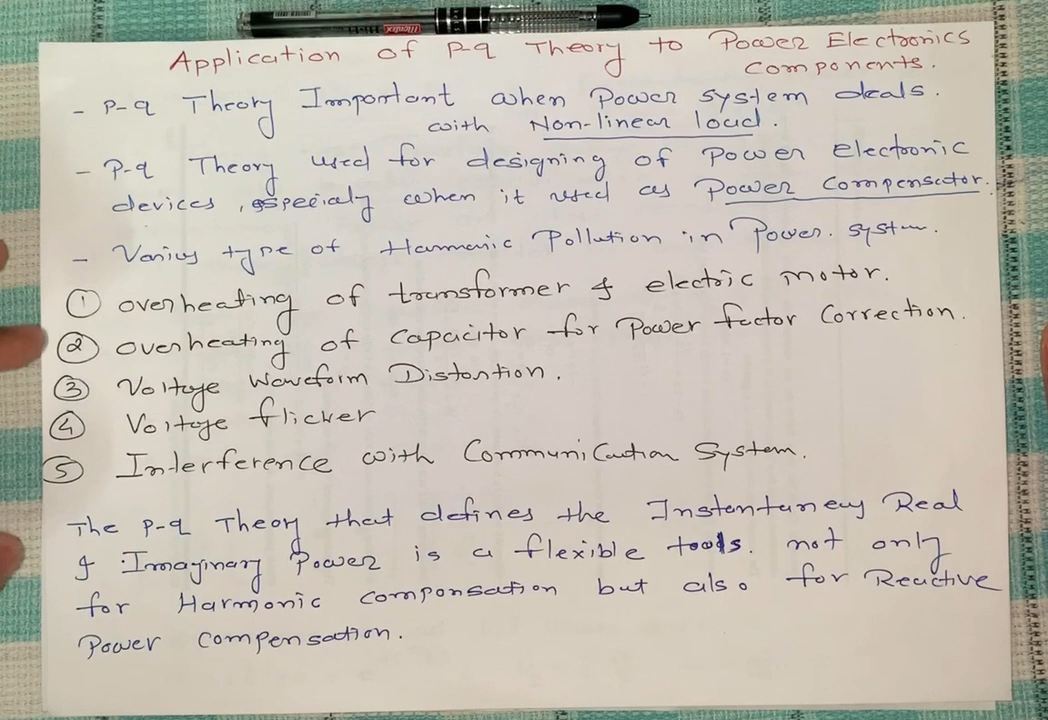 Montex
Application of P-q Theory to Power Electronics
Components.
- P-q Theory Important when Power system deals.
with Non-linear load.
- P-q Theory used for designing of Power electronic
devices, especialy when it used as Power Compensator.
- Varius type of Harmonic Pollution in Power. System.
① overheating of transformer & electric motor.
② overheating of Capacitor for Power factor Correction.
③ Voltage Waveform Distortion.
④ Voltage flicker
⑤ Interference with Communication System.
The P-q Theory that defines the Instantaneuy Real
& Imaginary Power is a flexible tools. not only
for Harmonic componsation but also for Reactive
Power compensation.